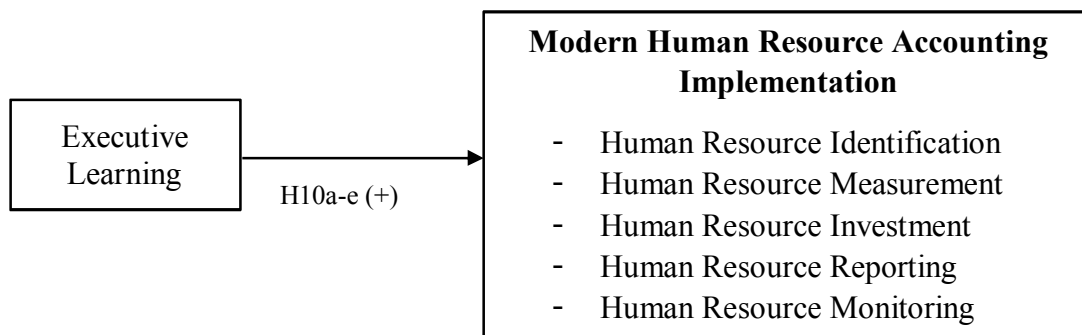 Modern Human Resource Accounting
Implementation
Executive
Learning
H10a-e (+)
- Human Resource Identification
- Human Resource Measurement
- Human Resource Investment
- Human Resource Reporting
- Human Resource Monitoring